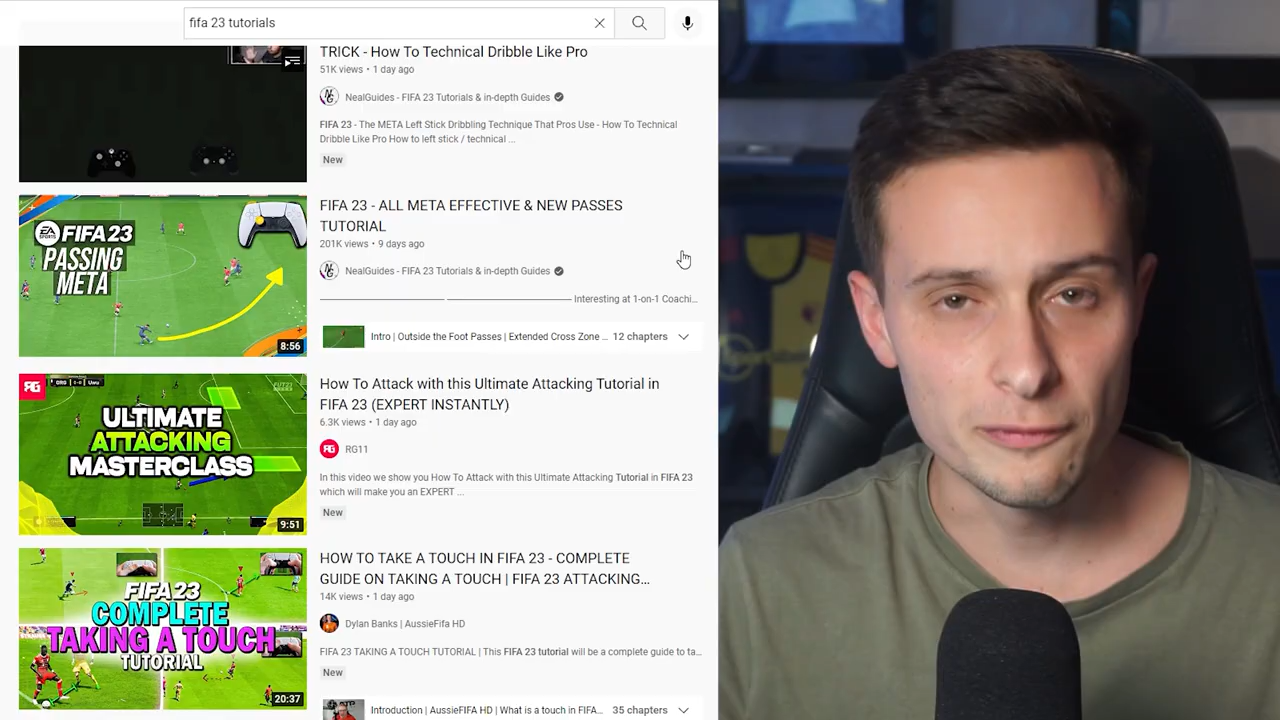 fifa 23 tutorials
TRICK - How To Technical Dribble Like Pro
51K views • 1 day ago
NealGuides - FIFA 23 Tutorials & in-depth Guides
FIFA 23 - The META Left Stick Dribbling Technique That Pros Use - How To Technical
Dribble Like Pro How to left stick / technical ...
New
EA SPORTS FIFA 23
PASSING
META
8:56
FIFA 23 - ALL META EFFECTIVE & NEW PASSES
TUTORIAL
201K views • 9 days ago
NealGuides - FIFA 23 Tutorials & in-depth Guides
Interesting at 1-on-1 Coachi...
Intro | Outside the Foot Passes | Extended Cross Zone ... 12 chapters
RG
ULTIMATE
ATTACKING
MASTERCLASS
9:51
How To Attack with this Ultimate Attacking Tutorial in
FIFA 23 (EXPERT INSTANTLY)
6.3K views • 1 day ago
RG11
In this video we show you How To Attack with this Ultimate Attacking Tutorial in FIFA 23
which will make you an EXPERT ...
New
FIFA 23
COMPLETE
TAKING A TOUCH
TUTORIAL
20:37
HOW TO TAKE A TOUCH IN FIFA 23 - COMPLETE
GUIDE ON TAKING A TOUCH | FIFA 23 ATTACKING...
14K views • 1 day ago
Dylan Banks | AussieFifa HD
FIFA 23 TAKING A TOUCH TUTORIAL | This FIFA 23 tutorial will be a complete guide to ta...
New
Introduction | AussieFIFA HD | What is a touch in FIFA... 35 chapters